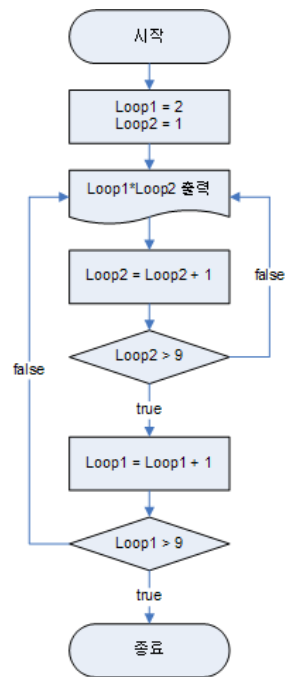 시작
Loop1 = 2
Loop2 = 1
Loop1*Loop2 출력
Loop2 = Loop2 + 1
false
Loop2 > 9
false
true
Loop1 = Loop1 + 1
Loop1 > 9
true
종료